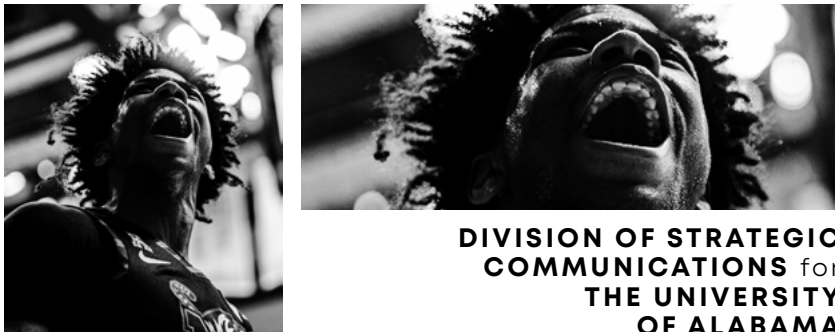 DIVISION OF STRATEGIC
COMMUNICATIONS for
THE UNIVERSITY
OF ALABAMA